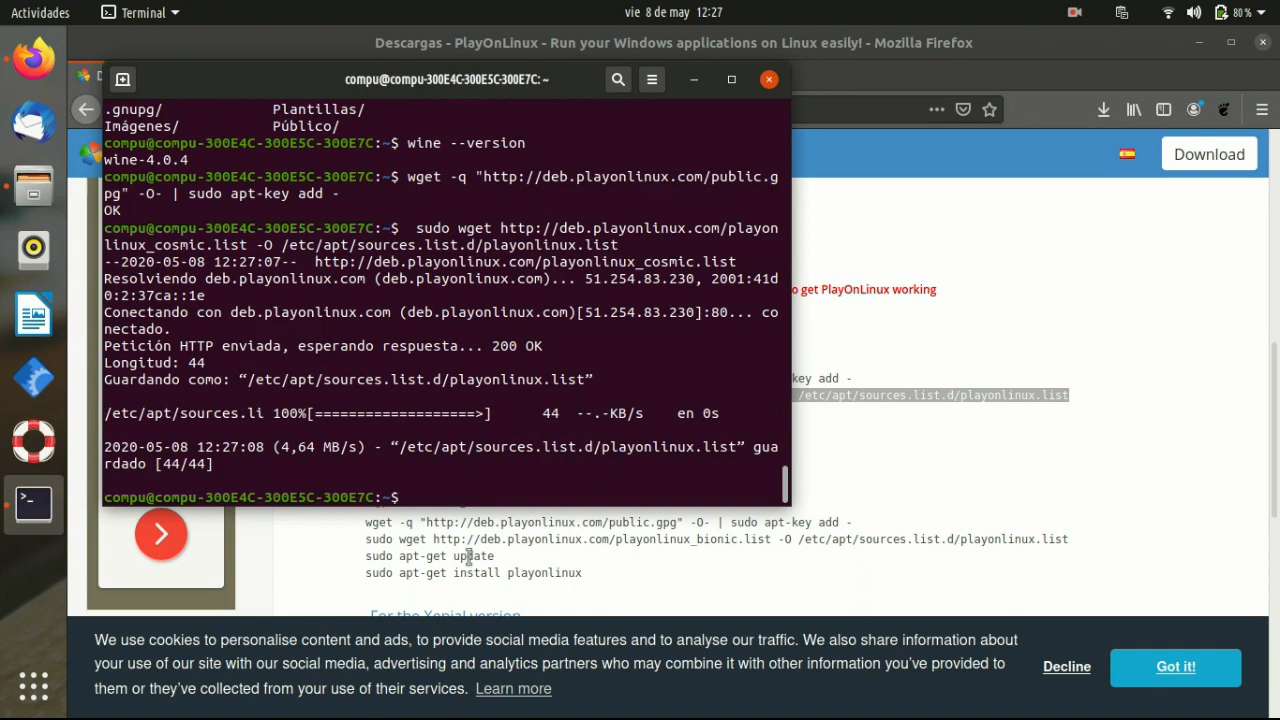 Actividades
Terminal
vie 8 de may 12:27
80 %
Descargas - PlayOnLinux - Run your Windows applications on Linux easily! - Mozilla Firefox
compu@compu-300E4C-300E5C-300E7C: ~
Download
.gnupg/ Plantillas/
Imágenes/ Público/
compu@compu-300E4C-300E5C-300E7C:~$ wine --version
wine-4.0.4
compu@compu-300E4C-300E5C-300E7C:~$ wget -q "http://deb.playonlinux.com/public.g
pg" -O- | sudo apt-key add -
OK
compu@compu-300E4C-300E5C-300E7C:~$ sudo wget http://deb.playonlinux.com/playon
linux_cosmic.list -O /etc/apt/sources.list.d/playonlinux.list
--2020-05-08 12:27:07-- http://deb.playonlinux.com/playonlinux_cosmic.list
Resolviendo deb.playonlinux.com (deb.playonlinux.com)... 51.254.83.230, 2001:41d
0:2:37ca::1e
Conectando con deb.playonlinux.com (deb.playonlinux.com)[51.254.83.230]:80... co
nectado.
Petición HTTP enviada, esperando respuesta... 200 OK
Longitud: 44
Guardando como: “/etc/apt/sources.list.d/playonlinux.list”
/etc/apt/sources.li 100%[===================>] 44 --.-KB/s en 0s
2020-05-08 12:27:08 (4,64 MB/s) - “/etc/apt/sources.list.d/playonlinux.list” gua
rdado [44/44]
compu@compu-300E4C-300E5C-300E7C:~$
o get PlayOnLinux working
key add -
/etc/apt/sources.list.d/playonlinux.list
wget -q "http://deb.playonlinux.com/public.gpg" -O- | sudo apt-key add -
sudo wget http://deb.playonlinux.com/playonlinux_bionic.list -O /etc/apt/sources.list.d/playonlinux.list
sudo apt-get update
sudo apt-get install playonlinux
For the Xenial version
We use cookies to personalise content and ads, to provide social media features and to analyse our traffic. We also share information about
your use of our site with our social media, advertising and analytics partners who may combine it with other information you’ve provided to
them or they’ve collected from your use of their services. Learn more
Decline
Got it!